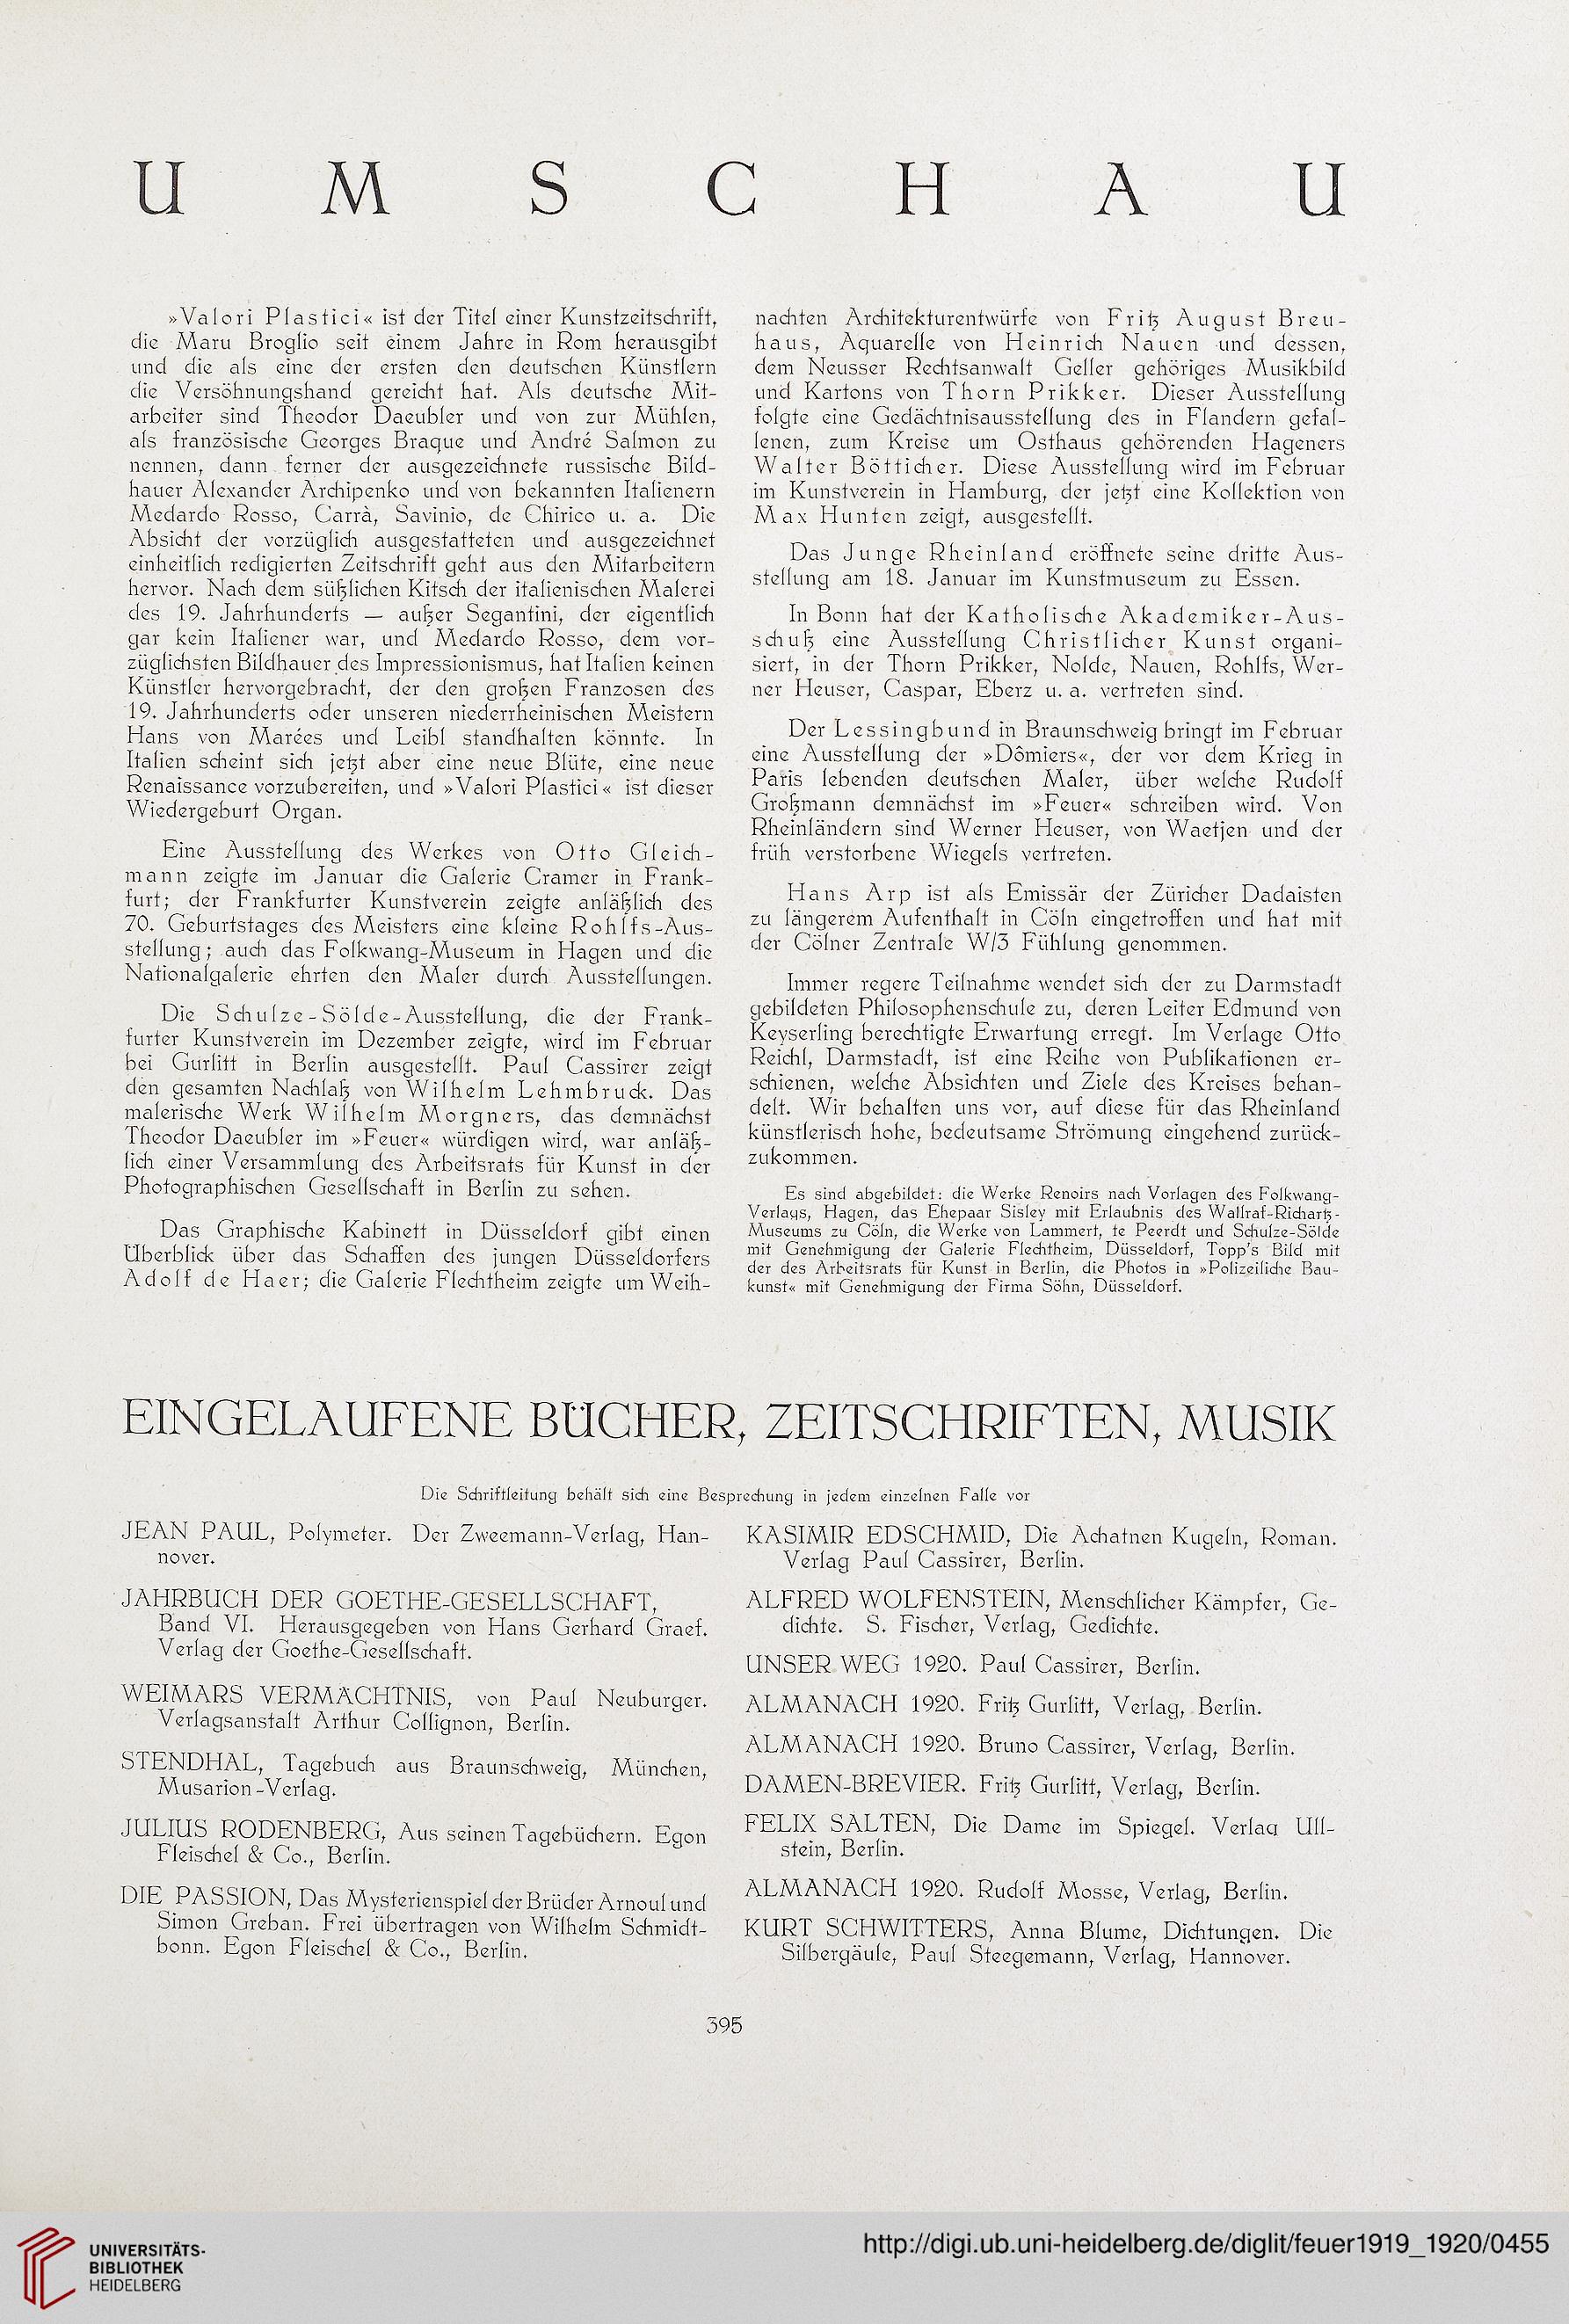 U M S C H A U
»Valori Plastici« ist der Titel einer Kunstzeitschrift,
die Maru Broglio seit einem Jahre in Rom herausgibt
und die als eine der ersten den deutschen Künstlern
die Versöhnungshand gereicht hat. Als deutsche Mit-
arbeiter sind Theodor Daeubler und von zur Mühlen,
als französische Georges Braque und André Salmon zu
nennen, dann ferner der ausgezeichnete russische Bild-
hauer Alexander Archipenko und von bekannten Italienern
Medardo Rosso, Carrà, Savinio, de Chirico u. a. Die
Absicht der vorzüglich ausgestatteten und ausgezeichnet
einheitlich redigierten Zeitschrift geht aus den Mitarbeitern
hervor. Nach dem süßlichen Kitsch der italienischen Malerei
des 19. Jahrhunderts — außer Segantini, der eigentlich
gar kein Italiener war, und Medardo Rosso, dem vor-
züglichsten Bildhauer des Impressionismus, hat Italien keinen
Künstler hervorgebracht, der den großen Franzosen des
19. Jahrhunderts oder unseren niederrheinischen Meistern
Hans von Marées und Leibl standhalten könnte. In
Italien scheint sich jetzt aber eine neue Blüte, eine neue
Renaissance vorzubereiten, und »Valori Plastici« ist dieser
Wiedergeburt Organ.
Eine Ausstellung des Werkes von Otto Gleich-
mann zeigte im Januar die Galerie Cramer in Frank-
furt; der Frankfurter Kunstverein zeigte anläßlich des
70. Geburtstages des Meisters eine kleine Rohlfs-Aus-
stellung; auch das Folkwang-Museum in Hagen und die
Nationalgalerie ehrten den Maler durch Ausstellungen.
Die Schulze-Sölde-Ausstellung, die der Frank-
furter Kunstverein im Dezember zeigte, wird im Februar
bei Gurlitt in Berlin ausgestellt. Paul Cassirer zeigt
den gesamten Nachlaß von Wilhelm Lehmbruck. Das
malerische Werk Wilhelm Morgners, das demnächst
Theodor Daeubler im »Feuer« würdigen wird, war anläß-
lich einer Versammlung des Arbeitsrats für Kunst in der
Photographischen Gesellschaft in Berlin zu sehen.
Das Graphische Kabinett in Düsseldorf gibt einen
Überblick über das Schaffen des jungen Düsseldorfers
Adolf de Haer; die Galerie Flechtheim zeigte um Weih-
nachten Architekturentwürfe von Fritz August Breu-
haus, Aquarelle von Heinrich Nauen und dessen,
dem Neusser Rechtsanwalt Geller gehöriges Musikbild
und Kartons von Thorn Prikker. Dieser Ausstellung
folgte eine Gedächtnisausstellung des in Flandern gefal-
lenen, zum Kreise um Osthaus gehörenden Hageners
Walter Bötticher. Diese Ausstellung wird im Februar
im Kunstverein in Hamburg, der jetzt eine Kollektion von
Max Hunten zeigt, ausgestellt.
Das Junge Rheinland eröffnete seine dritte Aus-
stellung am 18. Januar im Kunstmuseum zu Essen.
In Bonn hat der Katholische Akademiker-Aus-
schuß eine Ausstellung Christlicher Kunst organi-
siert, in der Thorn Prikker, Nolde, Nauen, Rohlfs, Wer-
ner Heuser, Caspar, Eberz u. a. vertreten sind.
Der Lessingbund in Braunschweig bringt im Februar
eine Ausstellung der »Dômiers«, der vor dem Krieg in
Paris lebenden deutschen Maler, über welche Rudolf
Großmann demnächst im »Feuer« schreiben wird. Von
Rheinländern sind Werner Heuser, von Waetjen und der
früh verstorbene Wiegels vertreten.
Hans Arp ist als Emissär der Züricher Dadaisten
zu längerem Aufenthalt in Cöln eingetroffen und hat mit
der Cölner Zentrale W/3 Fühlung genommen.
Immer regere Teilnahme wendet sich der zu Darmstadt
gebildeten Philosophenschule zu, deren Leiter Edmund von
Keyserling berechtigte Erwartung erregt. Im Verlage Otto
Reichl, Darmstadt, ist eine Reihe von Publikationen er-
schienen, welche Absichten und Ziele des Kreises behan-
delt. Wir behalten uns vor, auf diese für das Rheinland
künstlerisch hohe, bedeutsame Strömung eingehend zurück-
zukommen.
Es sind abgebildet: die Werke Renoirs nach Vorlagen des Folkwang-
Verlags, Hagen, das Ehepaar Sisley mit Erlaubnis des Wallraf-Richartz-
Museums zu Cöln, die Werke von Lammert, te Peerdt und Schulze-Sölde
mit Genehmigung der Galerie Flechtheim, Düsseldorf, Topp's Bild mit
der des Arbeitsrats für Kunst in Berlin, die Photos in »Polizeiliche Bau-
kunst« mit Genehmigung der Firma Söhn, Düsseldorf.
EINGELAUFENE BÜCHER, ZEITSCHRIFTEN, MUSIK
Die Schriftleitung behält sich eine Besprechung in jedem einzelnen Falle vor
JEAN PAUL, Polymeter. Der Zweemann-Verlag, Han-
nover.
JAHRBUCH DER GOETHE-GESELLSCHAFT,
Band VI. Herausgegeben von Hans Gerhard Graef.
Verlag der Goethe-Gesellschaft.
WEIMARS VERMÄCHTNIS, von Paul Neuburger.
Verlagsanstalt Arthur Collignon, Berlin.
STENDHAL, Tagebuch aus Braunschweig, München,
Musarion-Verlag.
JULIUS RODENBERG, Aus seinen Tagebüchern. Egon
Fleischel & Co., Berlin.
DIE PASSION, Das Mysterienspiel der Brüder Arnoul und
Simon Greban. Frei übertragen von Wilhelm Schmidt-
bonn. Egon Fleischel & Co., Berlin.
KASIMIR EDSCHMID, Die Achatnen Kugeln, Roman.
Verlag Paul Cassirer, Berlin.
ALFRED WOLFENSTEIN, Menschlicher Kämpfer, Ge-
dichte. S. Fischer, Verlag, Gedichte.
UNSER WEG 1920. Paul Cassirer, Berlin.
ALMANACH 1920. Fritz Gurlitt, Verlag, Berlin.
ALMANACH 1920. Bruno Cassirer, Verlag, Berlin.
DAMEN-BREVIER. Fritz Gurlitt, Verlag, Berlin.
FELIX SALTEN, Die Dame im Spiegel. Verlag Ull-
stein, Berlin.
ALMANACH 1920. Rudolf Mosse, Verlag, Berlin.
KURT SCHWITTERS, Anna Blume, Dichtungen. Die
Silbergäule, Paul Steegemann, Verlag, Hannover.
395
UNIVERSITÄTS-
BIBLIOTHEK
HEIDELBERG
http://digi.ub.uni-heidelberg.de/diglit/feuer1919_1920/0455